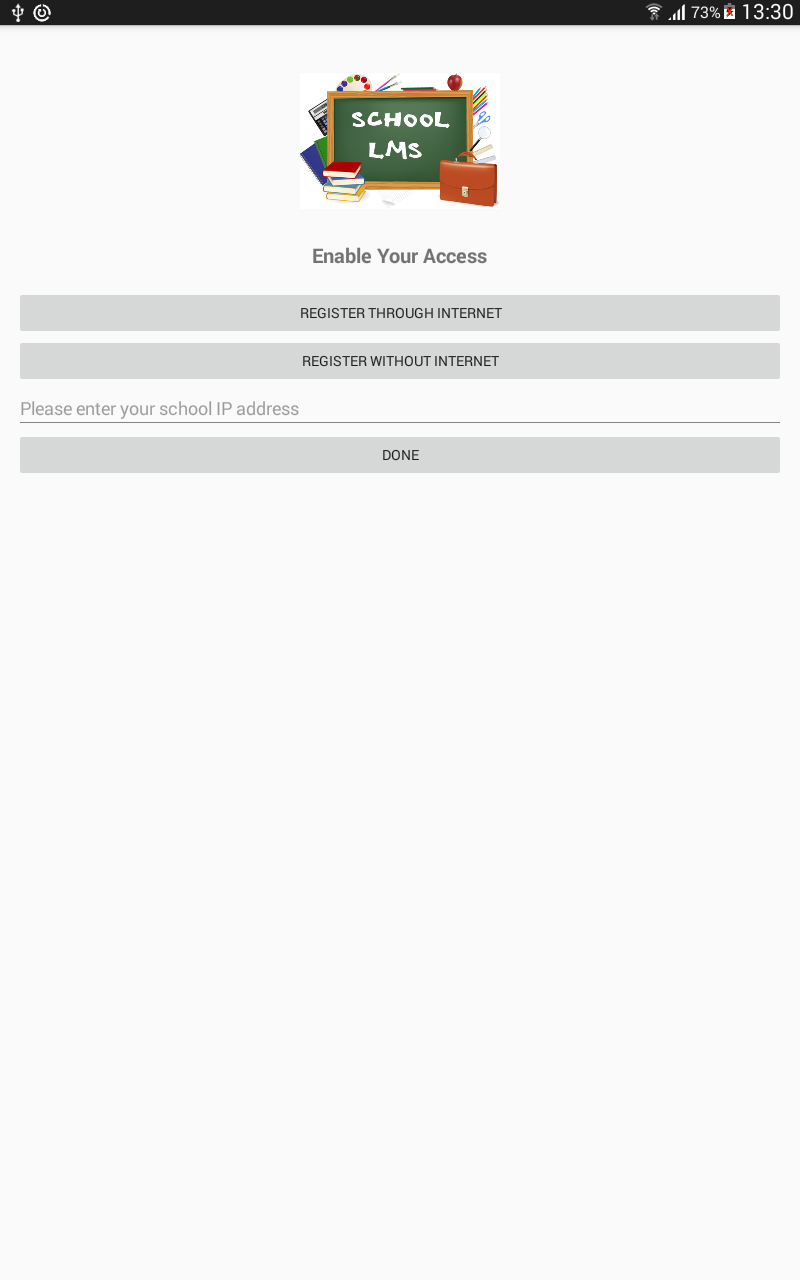 73%
13:30
SCHOOL
LMS
Enable Your Access
REGISTER THROUGH INTERNET
REGISTER WITHOUT INTERNET
Please enter your school IP address
DONE